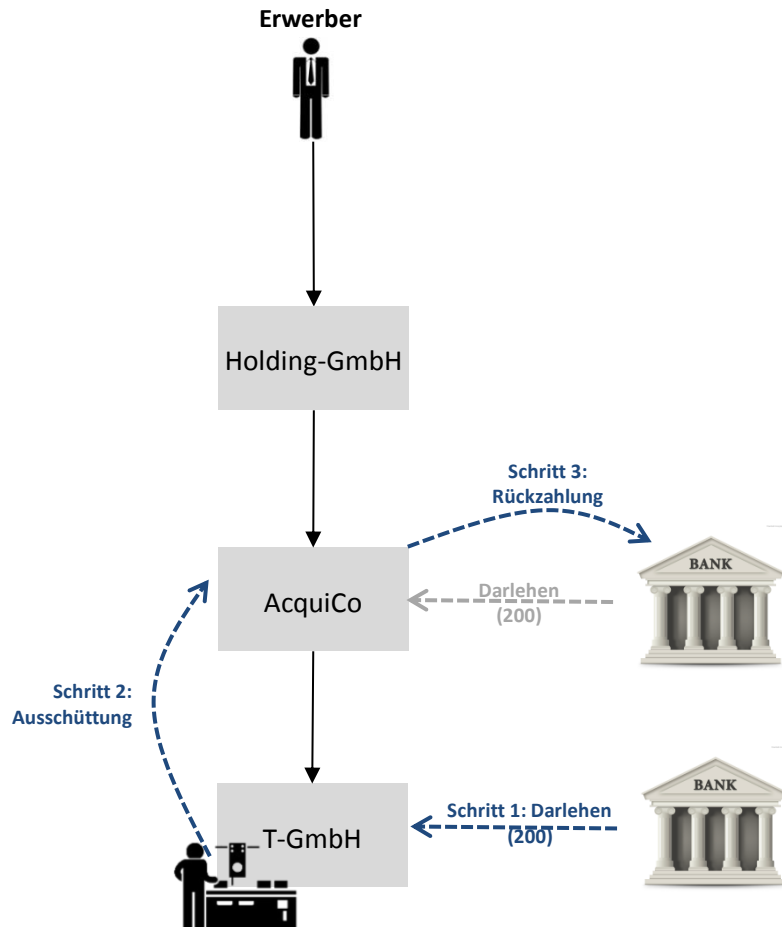 Erwerber
Holding-GmbH
Schritt 3:
Rückzahlung
BANK
AcquiCo
Darlehen
(200)
Schritt 2:
Ausschüttung
BANK
T-GmbH
Schritt 1: Darlehen
(200)